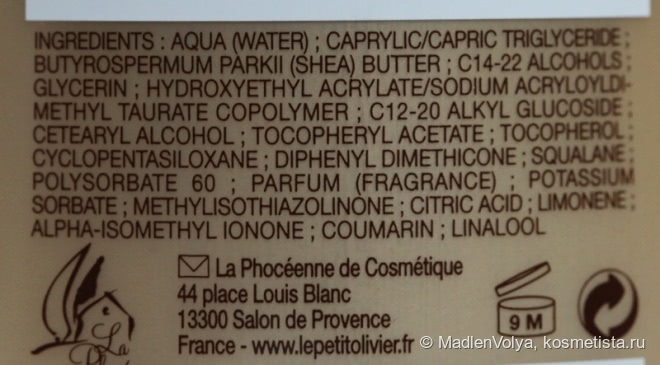 INGREDIENTS : AQUA (WATER) ; CAPRYLIC/CAPRIC TRIGLYCERIDE ;
BUTYROSPERMUM PARKII (SHEA) BUTTER ; C14-22 ALCOHOLS ;
GLYCERIN ; HYDROXYETHYL ACRYLATE/SODIUM ACRYLOYLDI-
METHYL TAURATE COPOLYMER ; C12-20 ALKYL GLUCOSIDE ;
CETEARYL ALCOHOL ; TOCOPHERYL ACETATE ; TOCOPHEROL ;
CYCLOPENTASILOXANE ; DIPHENYL DIMETHICONE ; SQUALANE ;
POLYSORBATE 60 ; PARFUM (FRAGRANCE) ; POTASSIUM
SORBATE ; METHYLISOTHIAZOLINONE ; CITRIC ACID ; LIMONENE ;
ALPHA-ISOMETHYL IONONE ; COUMARIN ; LINALOOL
La Phocéenne de Cosmétique
44 place Louis Blanc
13300 Salon de Provence
France - www.lepetitolivier.fr
9 M
La
© MadlenVolya, kosmetista.ru